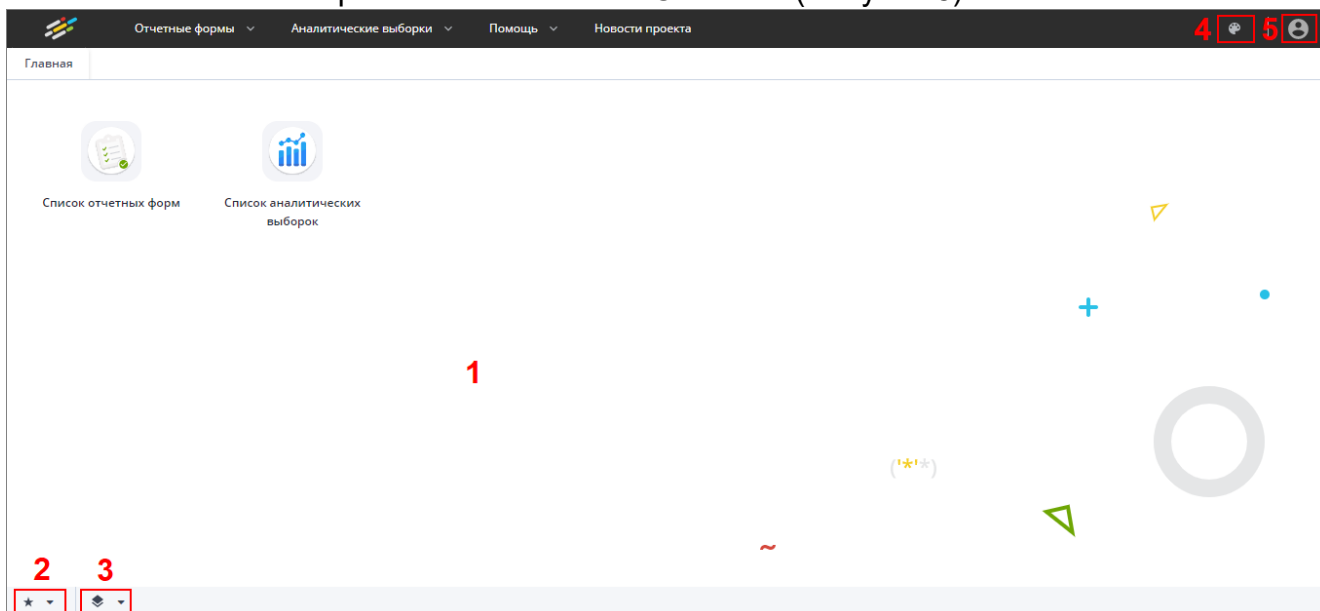 Отчетные формы Аналитические выборки Помощь Новости проекта 4 5
Главная
Список отчетных форм
Список аналитических
выборок
1
('*'*)
~
2 3